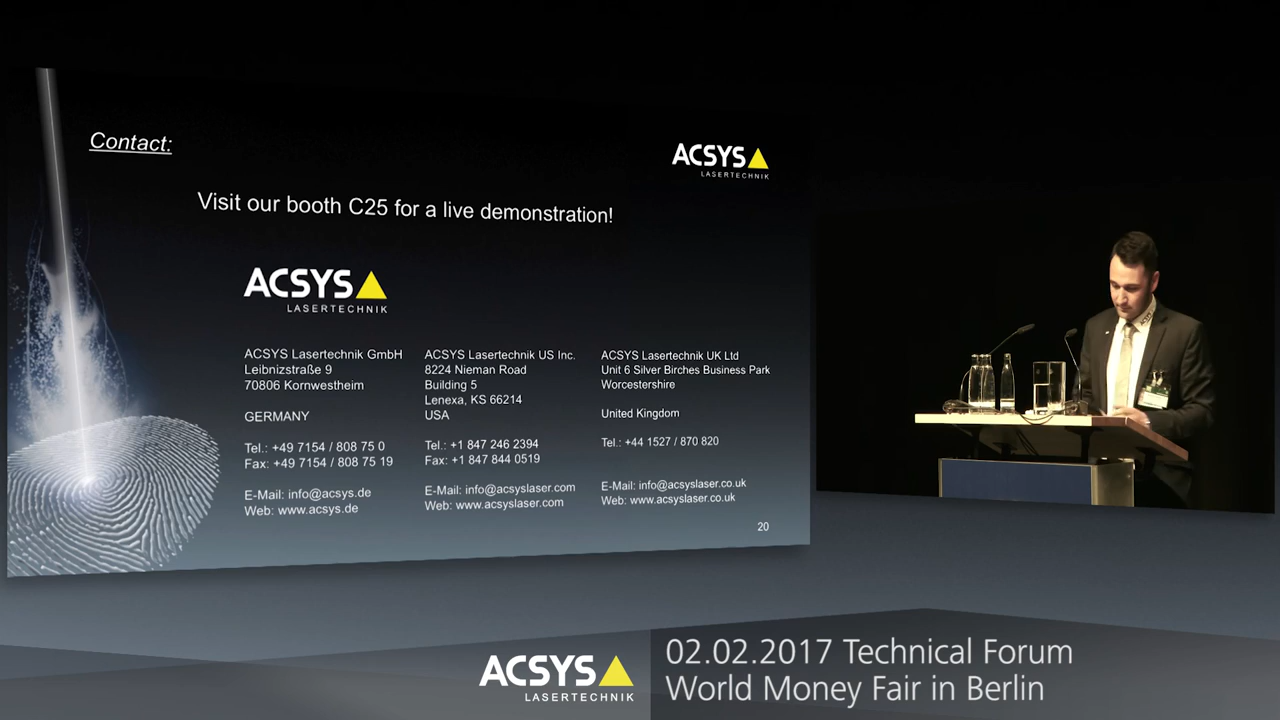 Contact:
ACSYS
LASERTECHNIK
Visit our booth C25 for a live demonstration!
ACSYS
LASERTECHNIK
ACSYS Lasertechnik GmbH
Leibnizstraße 9
70806 Kornwestheim
GERMANY
Tel.: +49 7154 / 808 75 0
Fax: +49 7154 / 808 75 19
E-Mail: info@acsys.de
Web: www.acsys.de
ACSYS Lasertechnik US Inc.
8224 Nieman Road
Building 5
Lenexa, KS 66214
USA
Tel.: +1 847 246 2394
Fax: +1 847 844 0519
E-Mail: info@acsyslaser.com
Web: www.acsyslaser.com
ACSYS Lasertechnik UK Ltd
Unit 6 Silver Birches Business Park
Worcestershire
United Kingdom
Tel.: +44 1527 / 870 820
E-Mail: info@acsyslaser.co.uk
Web: www.acsyslaser.co.uk
20
ACSYS
LASERTECHNIK
02.02.2017 Technical Forum
World Money Fair in Berlin